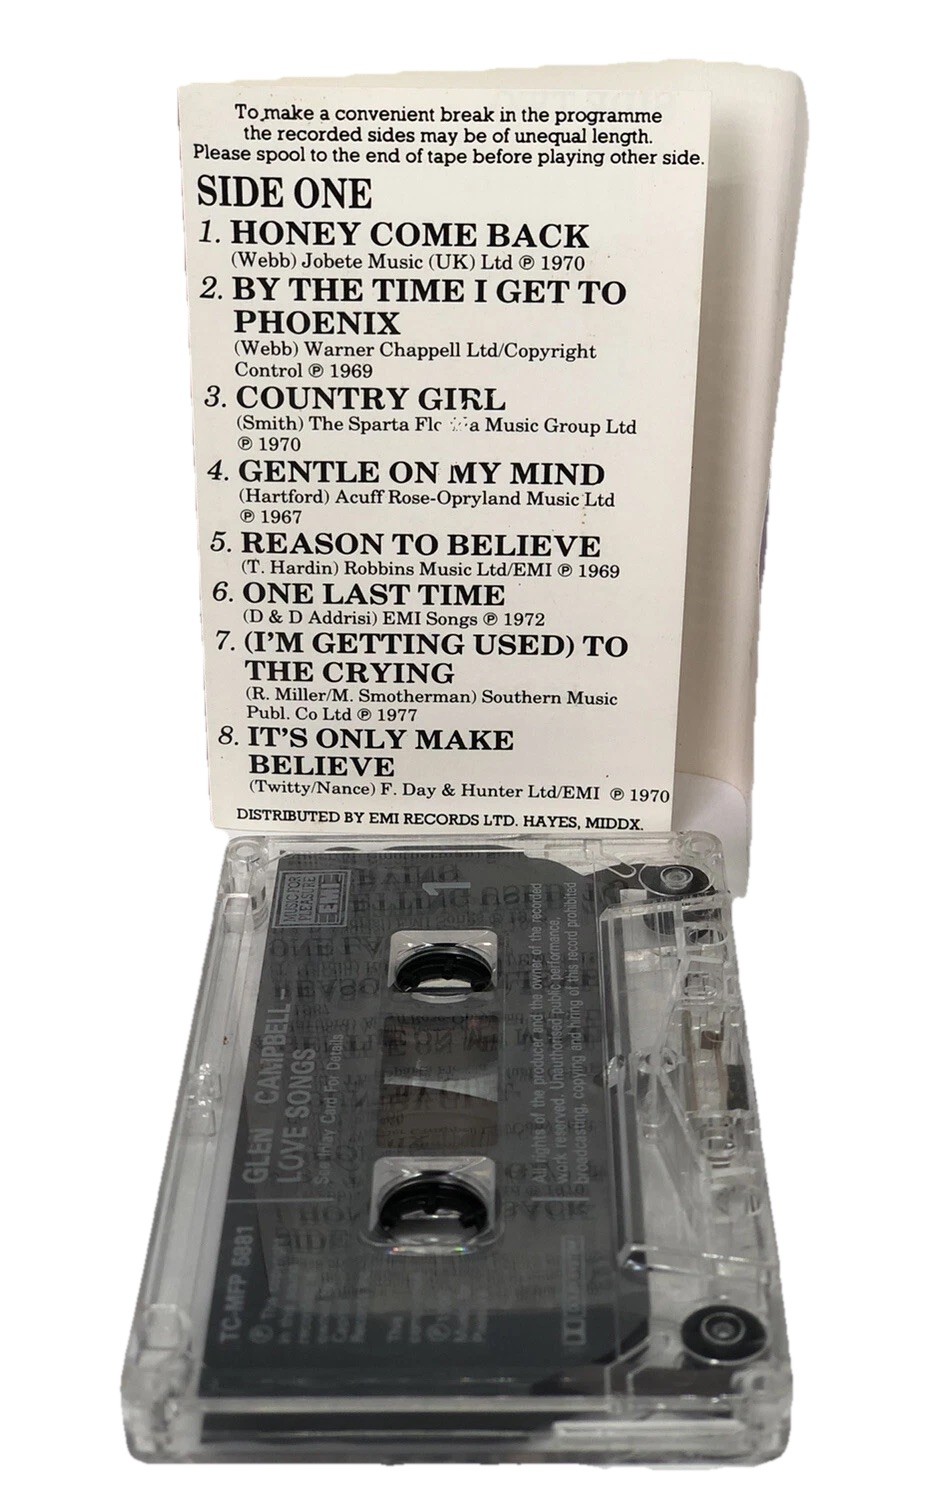 To make a convenient break in the programme
the recorded sides may be of unequal length.
Please spool to the end of tape before playing other side.
SIDE ONE
1. HONEY COME BACK
(Webb) Jobete Music (UK) Ltd ℗ 1970
2. BY THE TIME I GET TO
PHOENIX
(Webb) Warner Chappell Ltd/Copyright
Control ℗ 1969
3. COUNTRY GIRL
(Smith) The Sparta Music Group Ltd
℗ 1970
4. GENTLE ON MY MIND
(Hartford) Acuff Rose-Opryland Music Ltd
℗ 1967
5. REASON TO BELIEVE
(T. Hardin) Robbins Music Ltd/EMI ℗ 1969
6. ONE LAST TIME
(D & D Addrisi) EMI Songs ℗ 1972
7. (I'M GETTING USED) TO
THE CRYING
(R. Miller/M. Smotherman) Southern Music
Publ. Co Ltd ℗ 1977
8. IT'S ONLY MAKE
BELIEVE
(Twitty/Nance) F. Day & Hunter Ltd/EMI ℗ 1970
DISTRIBUTED BY EMI RECORDS LTD. HAYES, MIDDX.
MUSIC FOR
PLEASURE
EMI
1
TC-MFP 5881
GLEN CAMPBELL -
LOVE SONGS
See Inlay Card For Details
All rights of the producer and the owner of the recorded
work reserved. Unauthorised public performance,
broadcasting, copying and hiring of this record prohibited